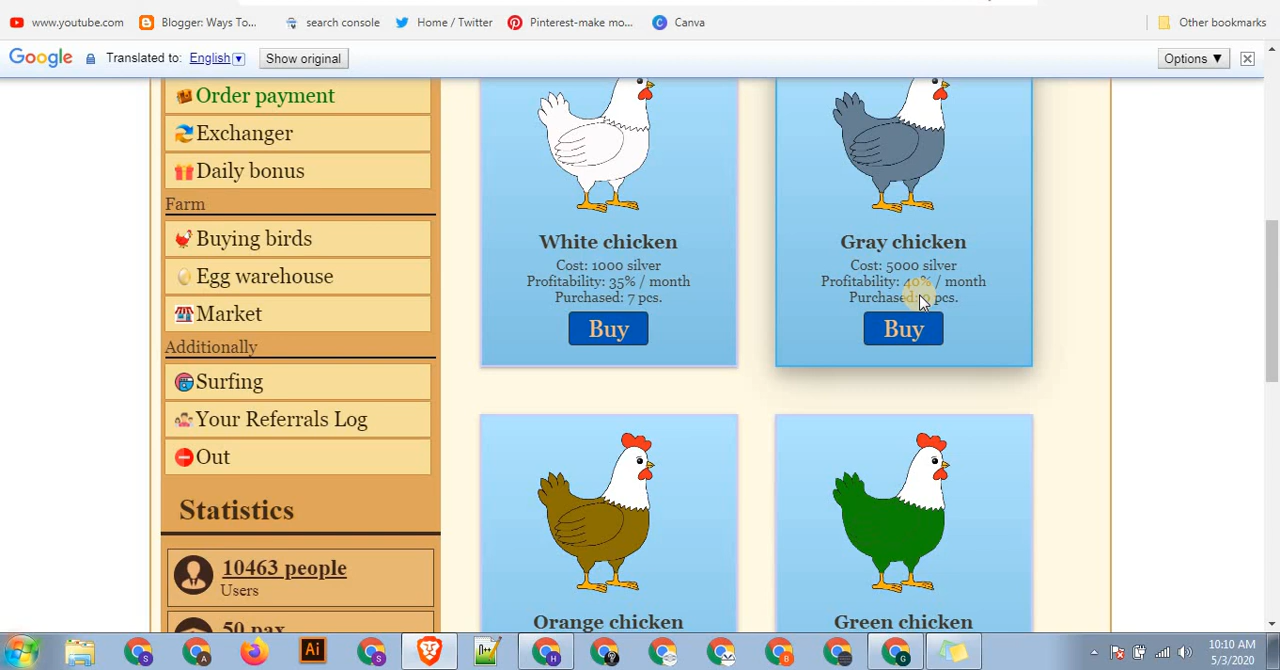 www.youtube.com
Blogger: Ways To...
search console
Home / Twitter
Pinterest-make mo...
Canva
Other bookmarks
Google
Translated to: English
Show original
Options ▼
Order payment
Exchanger
Daily bonus
Farm
Buying birds
Egg warehouse
Market
Additionally
Surfing
Your Referrals Log
Out
Statistics
10463 people
Users
50 pax
White chicken
Cost: 1000 silver
Profitability: 35% / month
Purchased: 7 pcs.
Buy
Gray chicken
Cost: 5000 silver
Profitability: 40% / month
Purchased: pcs.
Buy
Orange chicken
Green chicken
10:10 AM
5/3/2020